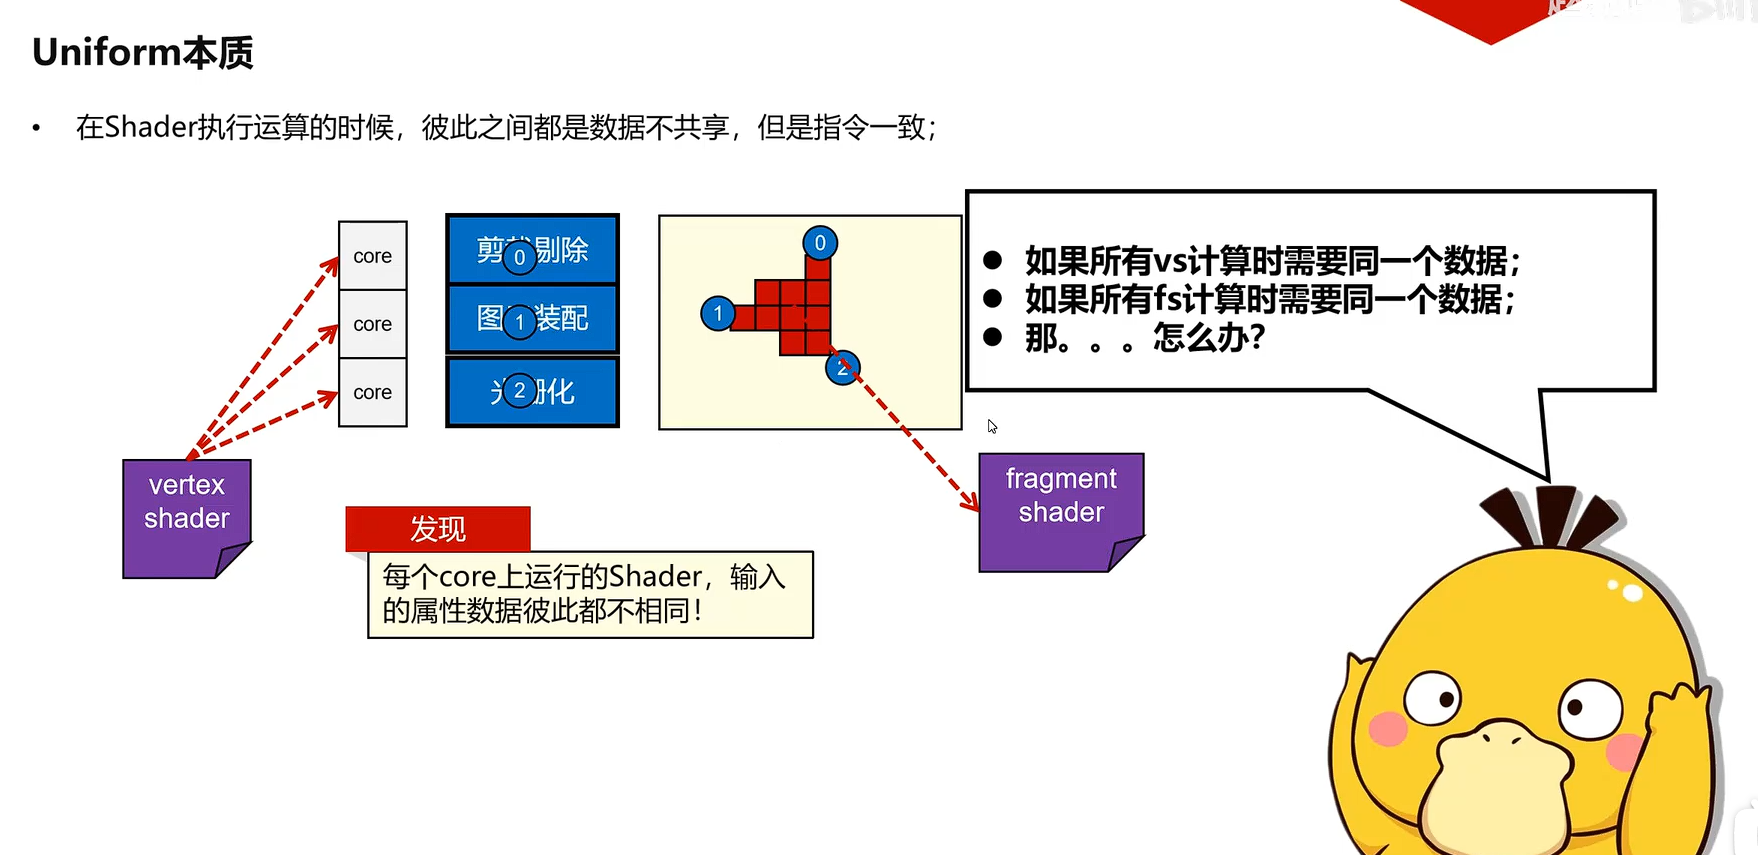 Uniform本质
• 在Shader执行运算的时候，彼此之间都是数据不共享，但是指令一致；
core
core
core
剪 剔除
0
图 装配
1
化
2
0
1
2
● 如果所有vs计算时需要同一个数据；
● 如果所有fs计算时需要同一个数据；
● 那。。。怎么办？
vertex
shader
fragment
shader
发现
每个core上运行的Shader，输入
的属性数据彼此都不相同！